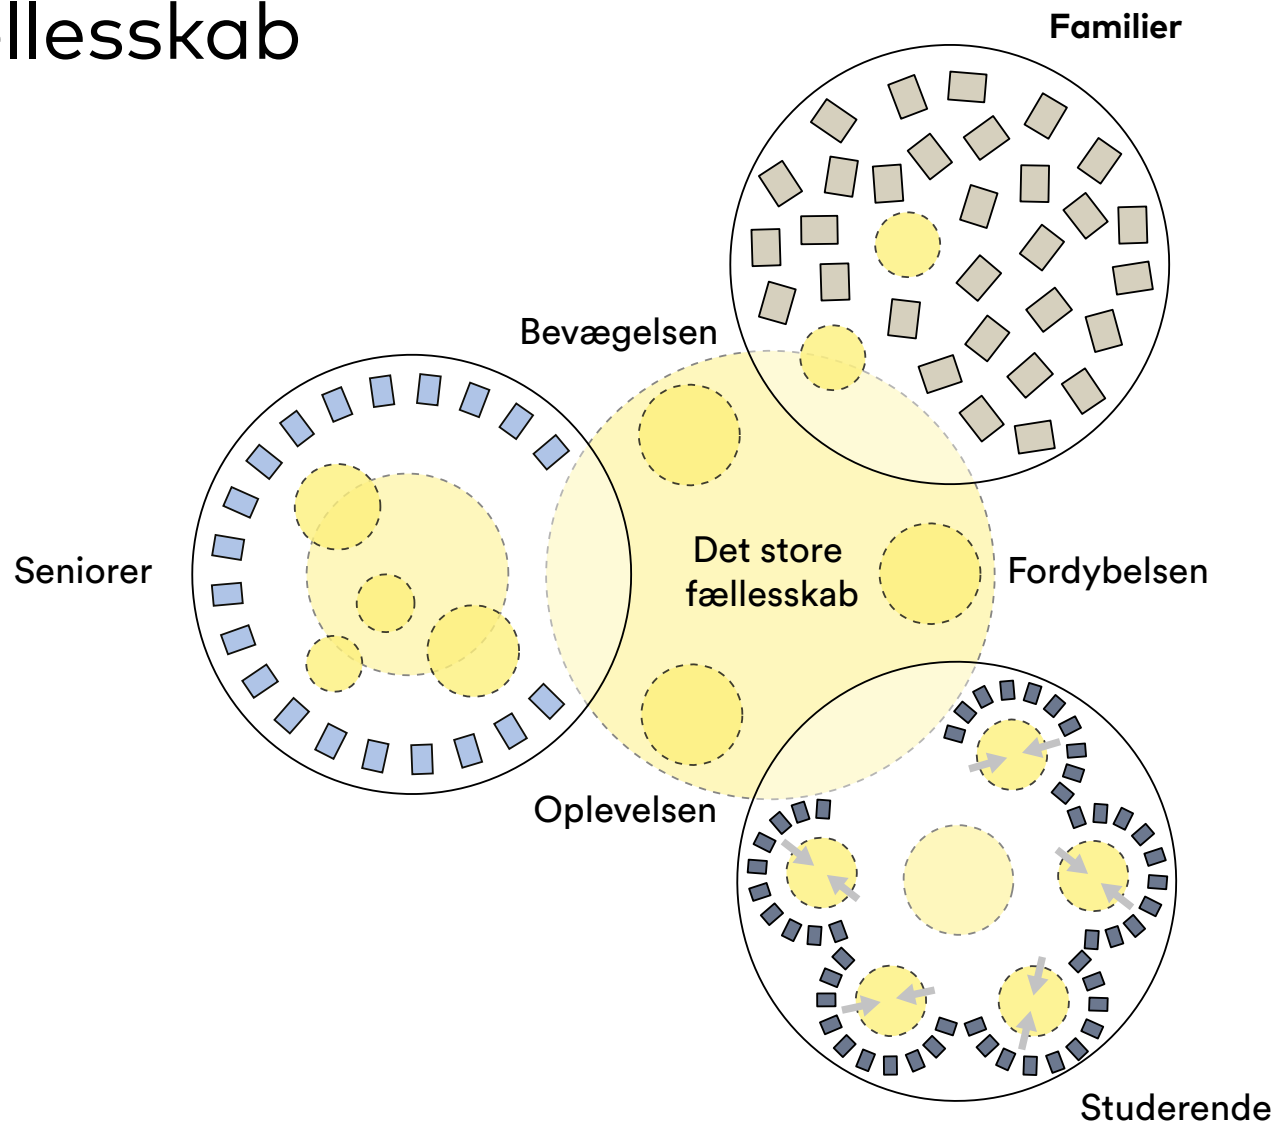 llesskab
Familier
Bevægelsen
Seniorer
Det store
fællesskab
Fordybelsen
Oplevelsen
Studerende